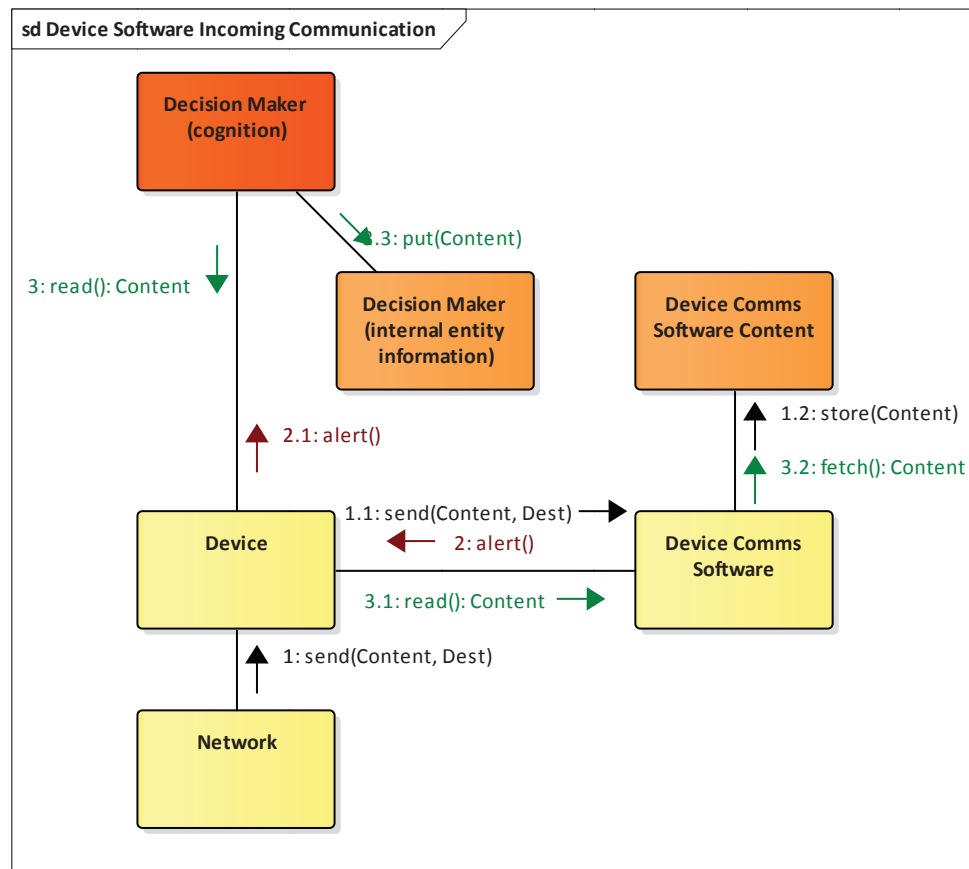 sd Device Software Incoming Communication
Decision Maker
(cognition)
3.3: put(Content)
3: read(): Content
Decision Maker
(internal entity
information)
Device Comms
Software Content
1.2: store(Content)
2.1: alert()
3.2: fetch(): Content
1.1: send(Content, Dest)
Device
2: alert()
Device Comms
Software
3.1: read(): Content
1: send(Content, Dest)
Network